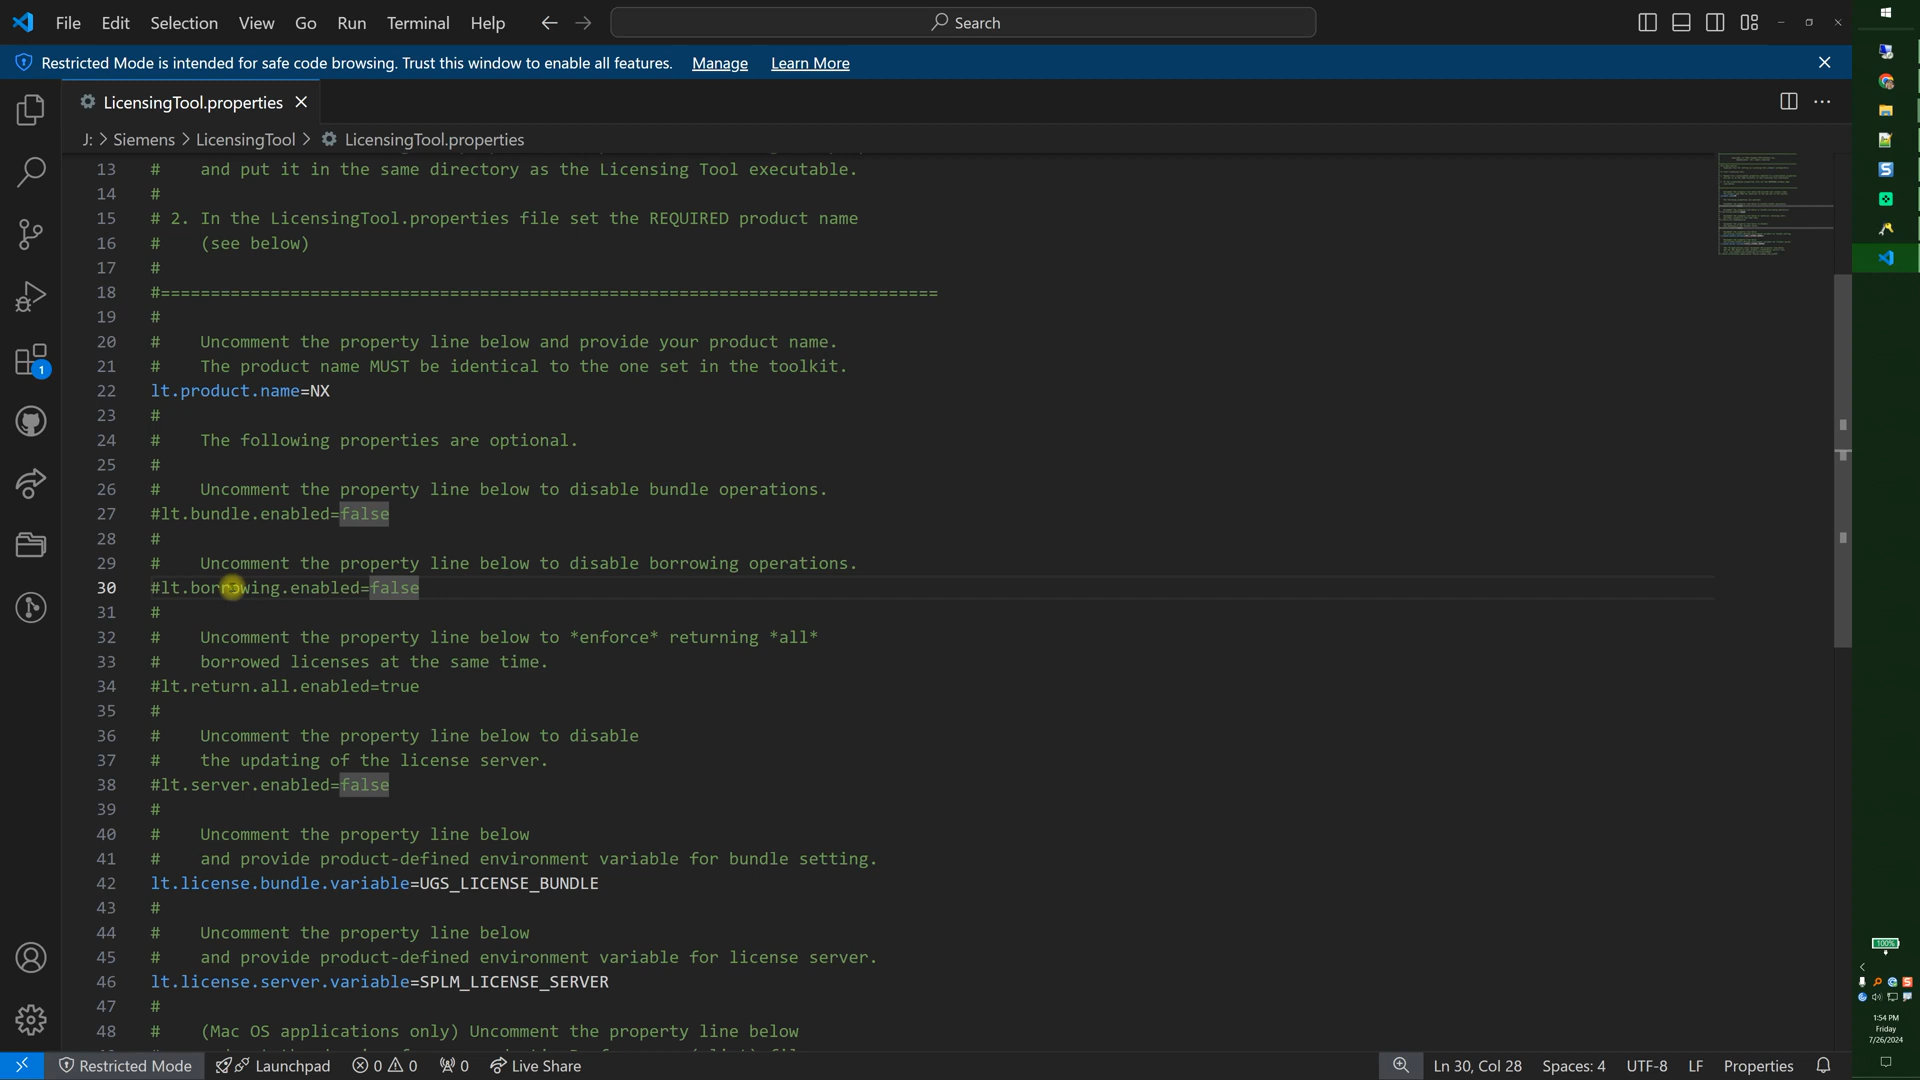 File Edit Selection View Go Run Terminal Help
Search
Restricted Mode is intended for safe code browsing. Trust this window to enable all features. Manage Learn More
LicensingTool.properties
J: > Siemens > LicensingTool > LicensingTool.properties
13 # and put it in the same directory as the Licensing Tool executable.
14 #
15 # 2. In the LicensingTool.properties file set the REQUIRED product name
16 # (see below)
17 #
18 #==============================================================================
19 #
20 # Uncomment the property line below and provide your product name.
21 # The product name MUST be identical to the one set in the toolkit.
22 lt.product.name=NX
23 #
24 # The following properties are optional.
25 #
26 # Uncomment the property line below to disable bundle operations.
27 #lt.bundle.enabled=false
28 #
29 # Uncomment the property line below to disable borrowing operations.
30 #lt.borrowing.enabled=false
31 #
32 # Uncomment the property line below to *enforce* returning *all*
33 # borrowed licenses at the same time.
34 #lt.return.all.enabled=true
35 #
36 # Uncomment the property line below to disable
37 # the updating of the license server.
38 #lt.server.enabled=false
39 #
40 # Uncomment the property line below
41 # and provide product-defined environment variable for bundle setting.
42 lt.license.bundle.variable=UGS_LICENSE_BUNDLE
43 #
44 # Uncomment the property line below
45 # and provide product-defined environment variable for license server.
46 lt.license.server.variable=SPLM_LICENSE_SERVER
47 #
48 # (Mac OS applications only) Uncomment the property line below
1
100%
1:54 PM
Friday
7/26/2024
Restricted Mode Launchpad 0 0 0 Live Share Ln 30, Col 28 Spaces: 4 UTF-8 LF Properties